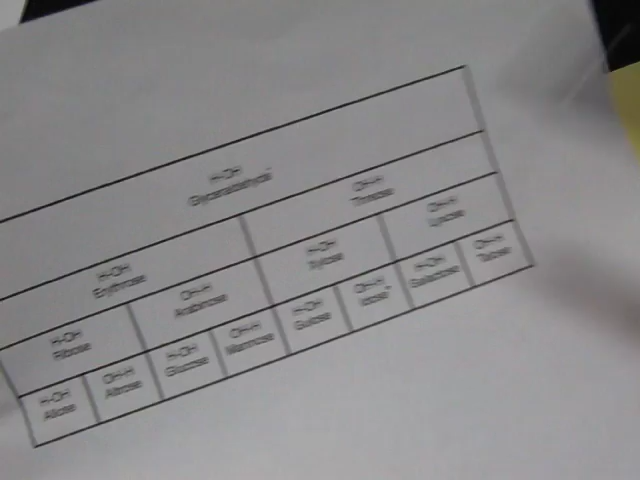 H-OH
Glyceraldehyde
H-OH
Erythrose
OH-H
Threose
H-OH
Ribose
OH-H
Arabinose
H-OH
Xylose
OH-H
Lyxose
H-OH
Allose
OH-H
Altrose
H-OH
Glucose
OH-H
Mannose
H-OH
Gulose
OH-H
H-OH
Galactose
OH-H
Talose